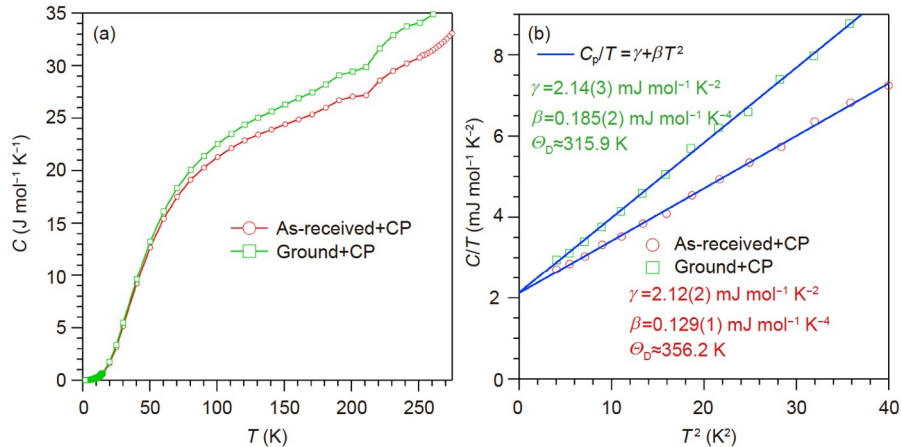 (a)
35
30
25
20
15
10
5
0
C (J mol⁻¹ K⁻¹)
As-received+CP
Ground+CP
0 50 100 150 200 250
T (K)
(b)
Cₚ/T = γ+βT²
γ=2.14(3) mJ mol⁻¹ K⁻²
β=0.185(2) mJ mol⁻¹ K⁻⁴
Θ_D≈315.9 K
8
6
4
2
0
C/T (mJ mol⁻¹ K⁻²)
As-received+CP
Ground+CP
γ=2.12(2) mJ mol⁻¹ K⁻²
β=0.129(1) mJ mol⁻¹ K⁻⁴
Θ_D≈356.2 K
0 10 20 30 40
T² (K²)